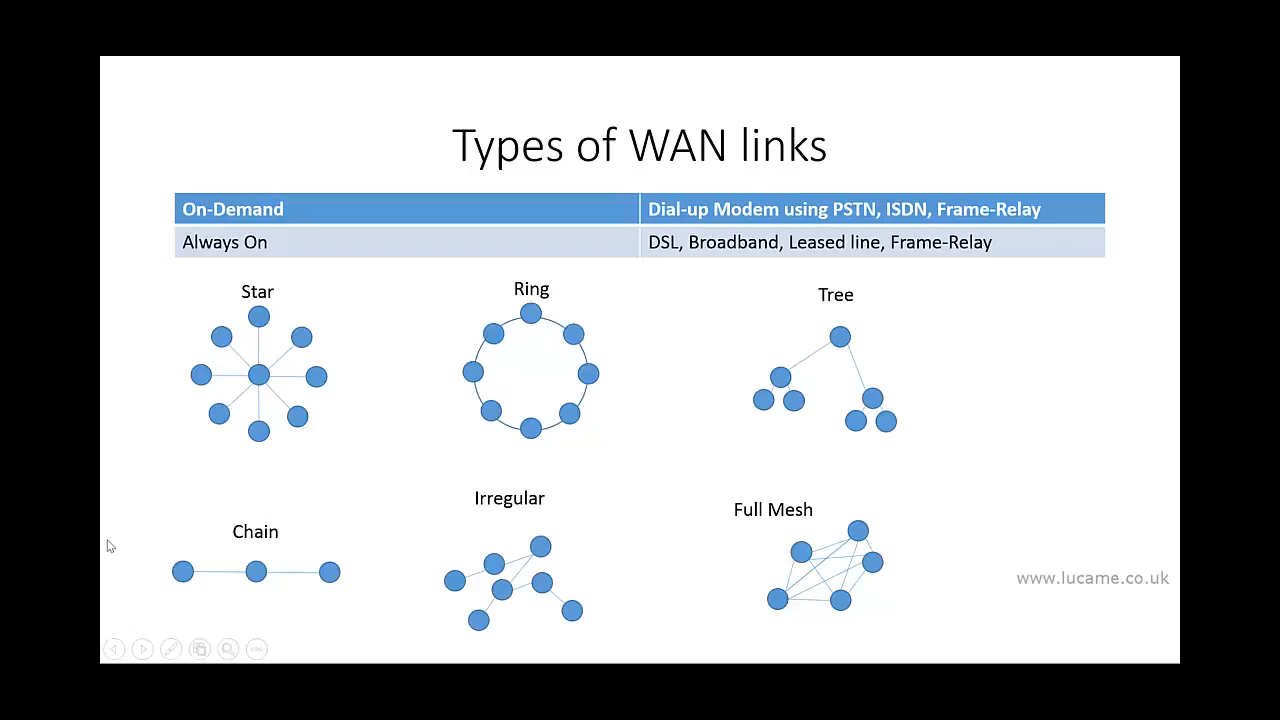 Types of WAN links
On-Demand
Dial-up Modem using PSTN, ISDN, Frame-Relay
Always On
DSL, Broadband, Leased line, Frame-Relay
Star
Ring
Tree
Chain
Irregular
Full Mesh
www.lucame.co.uk